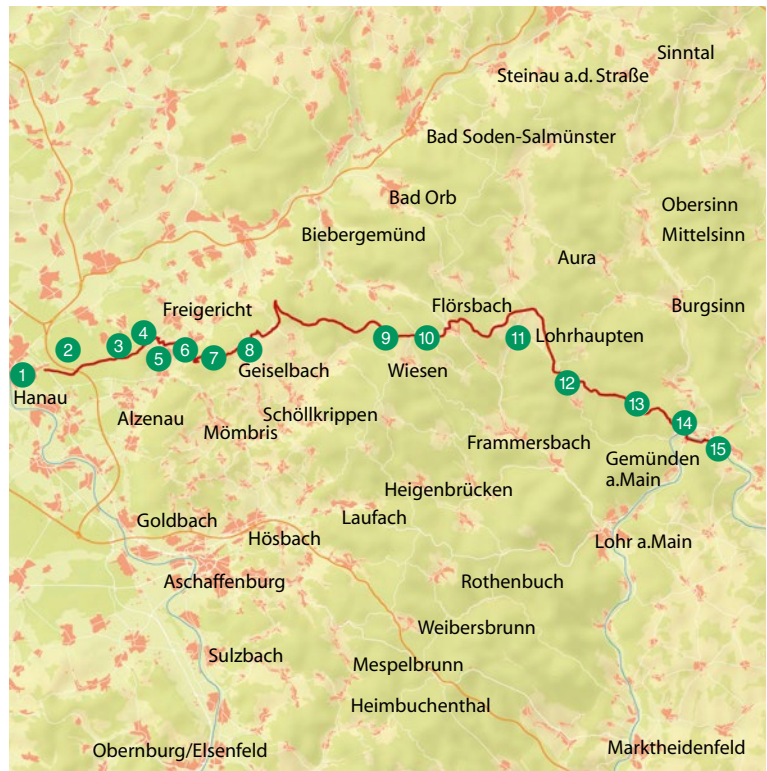 Sinntal
Steinau a.d. Straße
Bad Soden-Salmünster
Bad Orb
Obersinn
Biebergemünd
Mittelsinn
Aura
Freigericht
Flörsbach
Burgsinn
4
Lohrhaupten
2
3
5
6
7
8
9
10
11
Geiselbach
Wiesen
1
12
Hanau
13
Alzenau
Schöllkrippen
14
Mömbris
Frammersbach
15
Gemünden
a.Main
Heigenbrücken
Goldbach
Laufach
Hösbach
Lohr a.Main
Aschaffenburg
Rothenbuch
Weibersbrunn
Sulzbach
Mespelbrunn
Heimbuchenthal
Obernburg/Elsenfeld
Marktheidenfeld